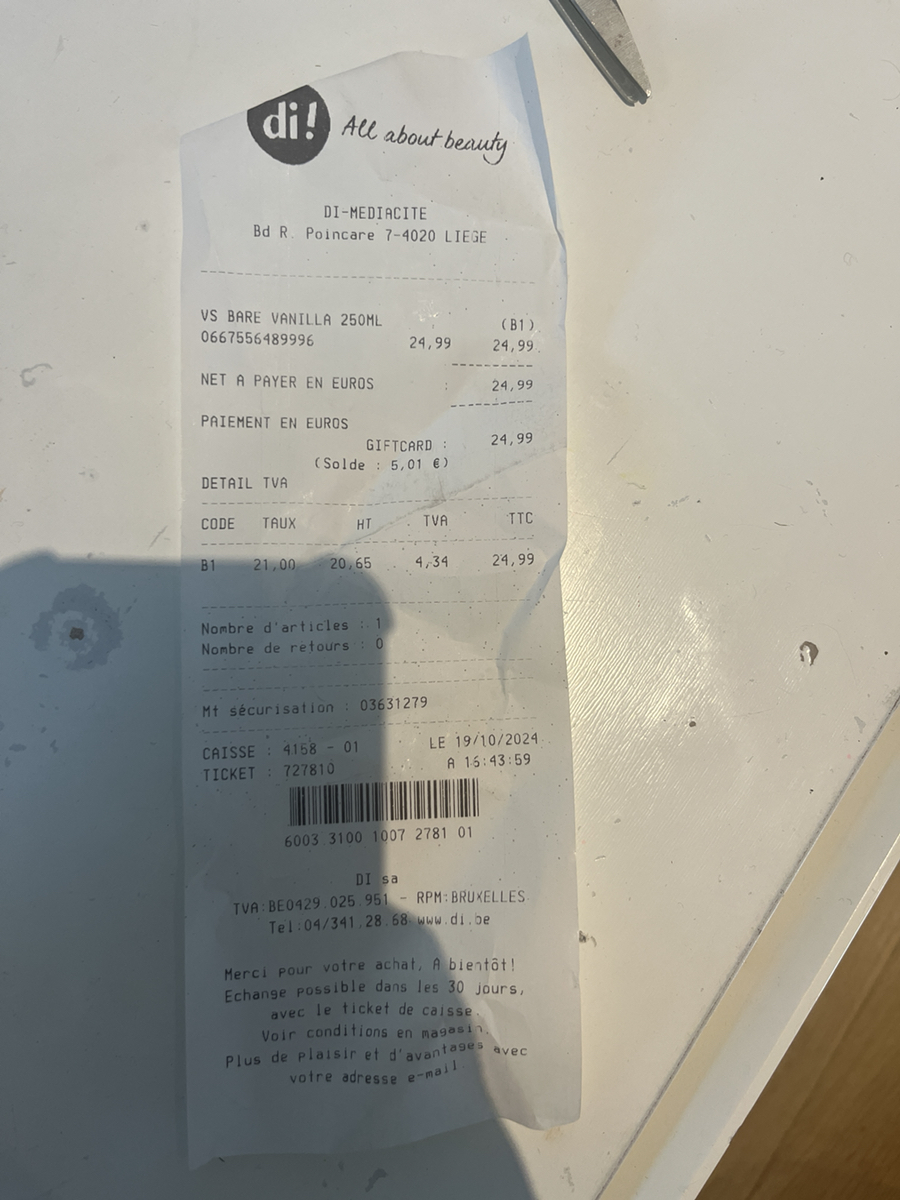 di! All about beauty
DI-MEDIACITE
Bd R. Poincare 7-4020 LIEGE
VS BARE VANILLA 250ML (B1)
0667556489996 24,99 24,99
NET A PAYER EN EUROS : 24,99
PAIEMENT EN EUROS
GIFTCARD : 24,99
(Solde : 5,01 €)
DETAIL TVA
CODE TAUX HT TVA TTC
B1 21,00 20,65 4,34 24,99
Nombre d'articles : 1
Nombre de retours : 0
Mt sécurisation : 03631279
CAISSE : 4158 - 01 LE 19/10/2024
TICKET : 727810 A 16:43:59
6003 3100 1007 2781 01
DI sa
TVA:BE0429.025.951 - RPM:BRUXELLES
Tel:04/341.28.68 www.di.be
Merci pour votre achat, A bientôt!
Echange possible dans les 30 jours,
avec le ticket de caisse.
Voir conditions en magasin.
Plus de plaisir et d'avantages avec
votre adresse e-mail